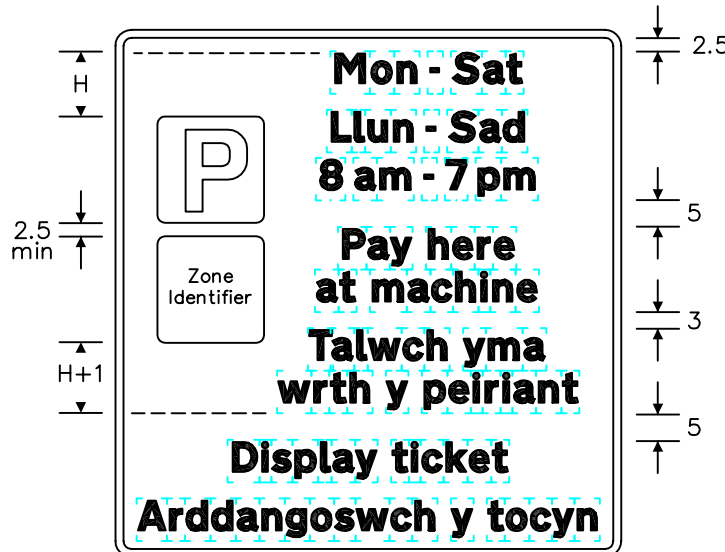 2.5
H
Mon - Sat
Llun - Sad
8 am - 7 pm
P
5
2.5
min
Pay here
at machine
Zone
Identifier
3
Talwch yma
wrth y peiriant
H+1
5
Display ticket
Arddangoswch y tocyn